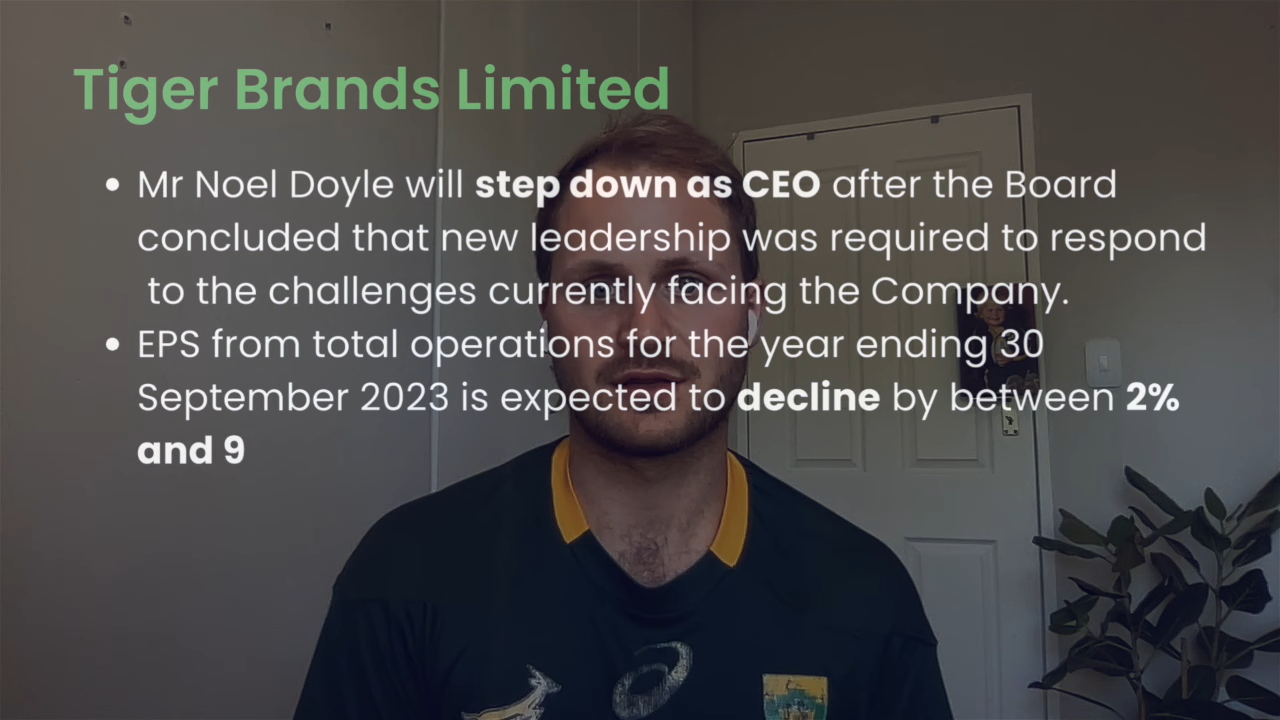 Tiger Brands Limited
• Mr Noel Doyle will step down as CEO after the Board
concluded that new leadership was required to respond
to the challenges currently facing the Company.
• EPS from total operations for the year ending 30
September 2023 is expected to decline by between 2%
and 9